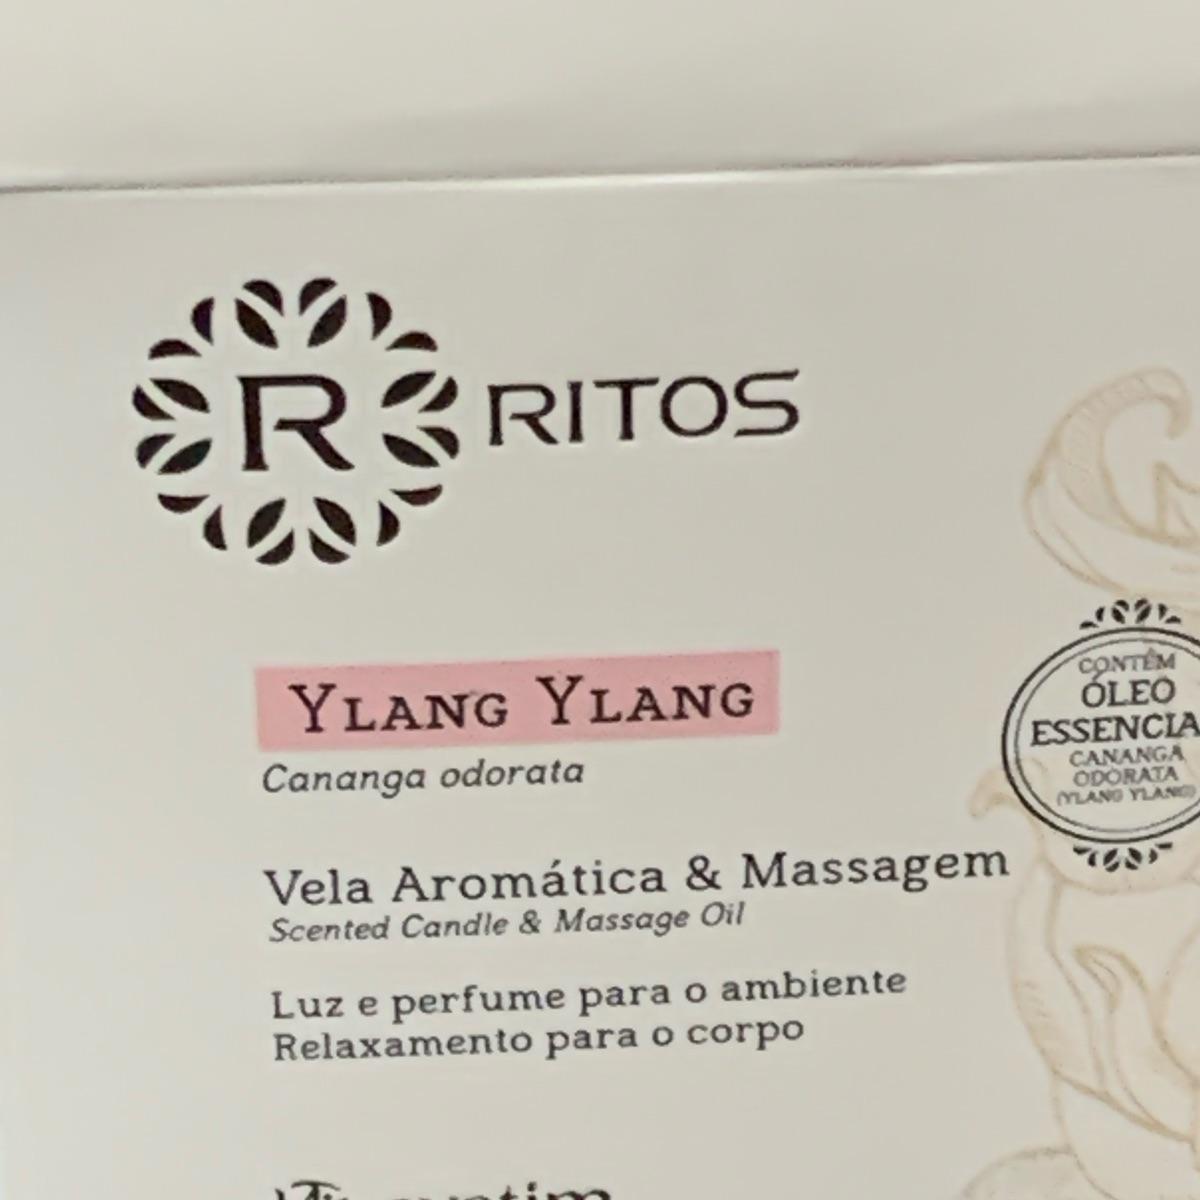 R RITOS
YLANG YLANG
Cananga odorata
CONTÉM
ÓLEO
ESSENCIA
CANANGA
ODORATA
(YLANG YLANG)
Vela Aromática & Massagem
Scented Candle & Massage Oil
Luz e perfume para o ambiente
Relaxamento para o corpo